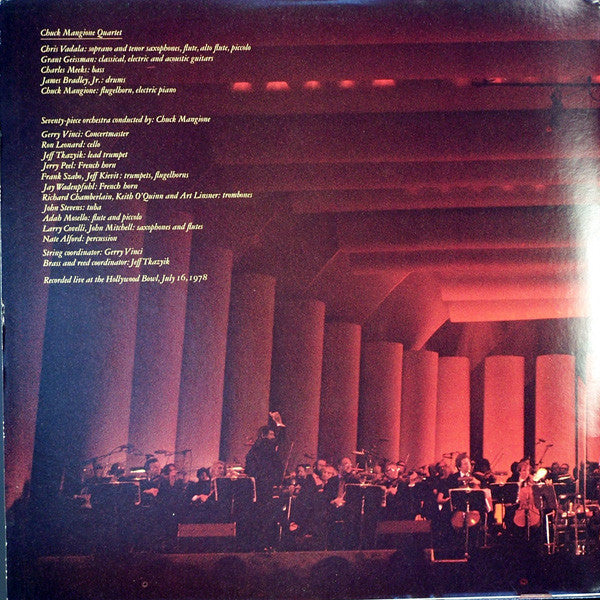 Chuck Mangione Quartet
Chris Vadala: soprano and tenor saxophones, flute, alto flute, piccolo
Grant Geissman: classical, electric and acoustic guitars
Charles Meeks: bass
James Bradley, Jr.: drums
Chuck Mangione: flugelhorn, electric piano
Seventy-piece orchestra conducted by: Chuck Mangione
Gerry Vinci: Concertmaster
Ron Leonard: cello
Jeff Tkazyik: lead trumpet
Jerry Peel: French horn
Frank Szabo, Jeff Kievit: trumpets, flugelhorns
Jay Wadenpfuhl: French horn
Richard Chamberlain, Keith O'Quinn and Art Linsner: trombones
John Stevens: tuba
Adah Mosello: flute and piccolo
Larry Covelli, John Mitchell: saxophones and flutes
Nate Alford: percussion
String coordinator: Gerry Vinci
Brass and reed coordinator: Jeff Tkazyik
Recorded live at the Hollywood Bowl, July 16, 1978